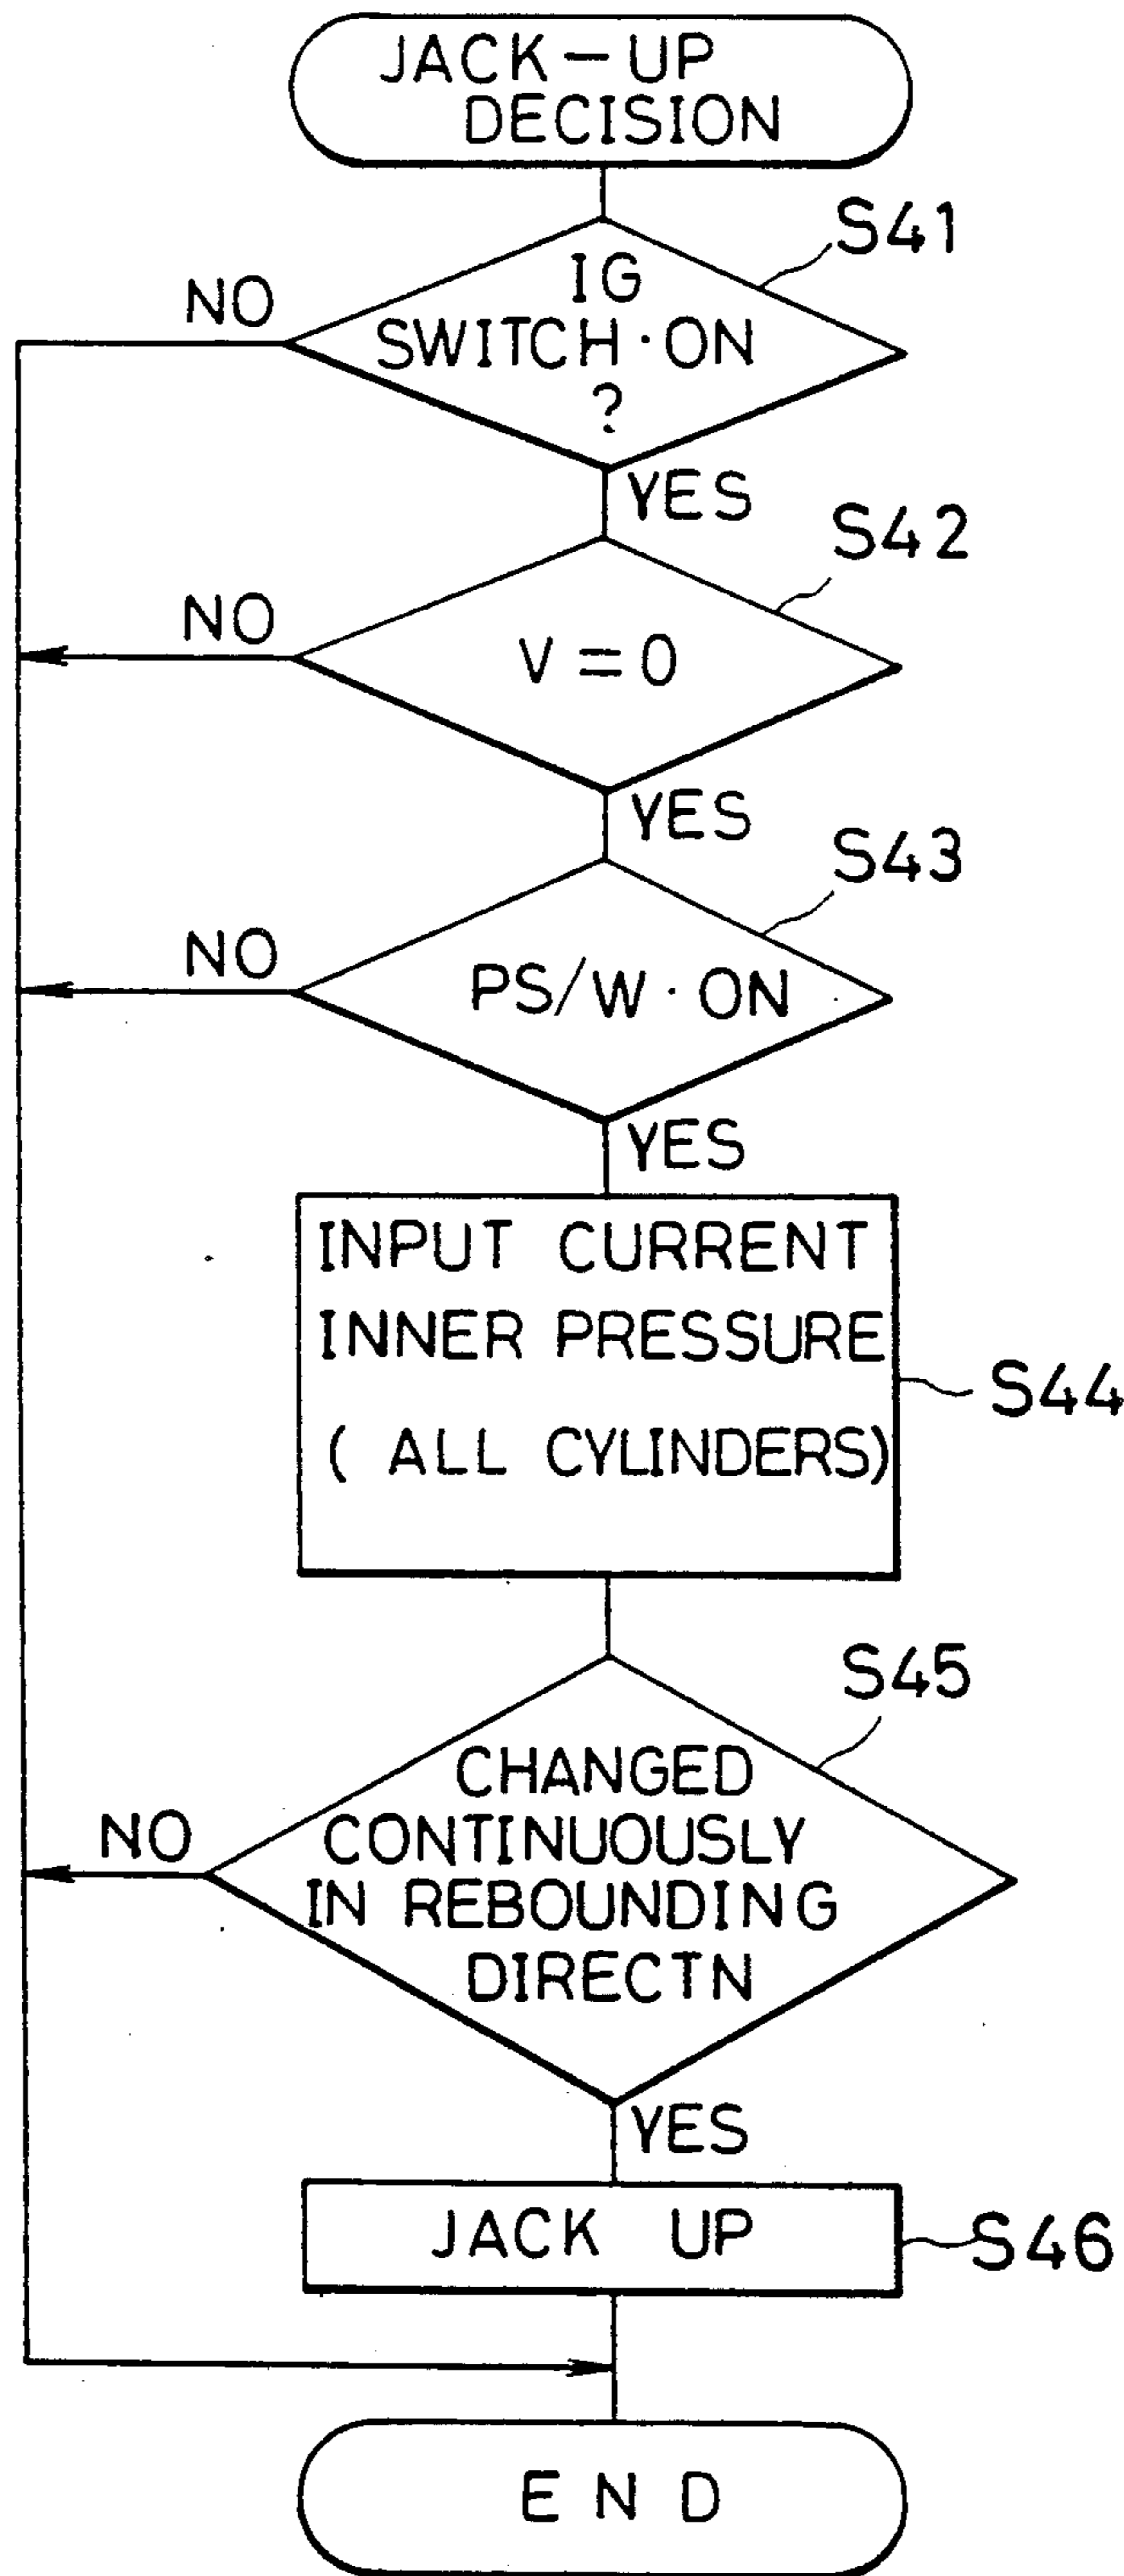 JACK-UP
DECISION
S41
IG
NO
SWITCH·ON
?
YES
S42
NO
V=0
YES
S43
NO
PS/W·ON
YES
INPUT CURRENT
INNER PRESSURE
(ALL CYLINDERS)
S44
S45
CHANGED
NO
CONTINUOUSLY
IN REBOUNDING
DIRECTN
YES
JACK UP
S46
END